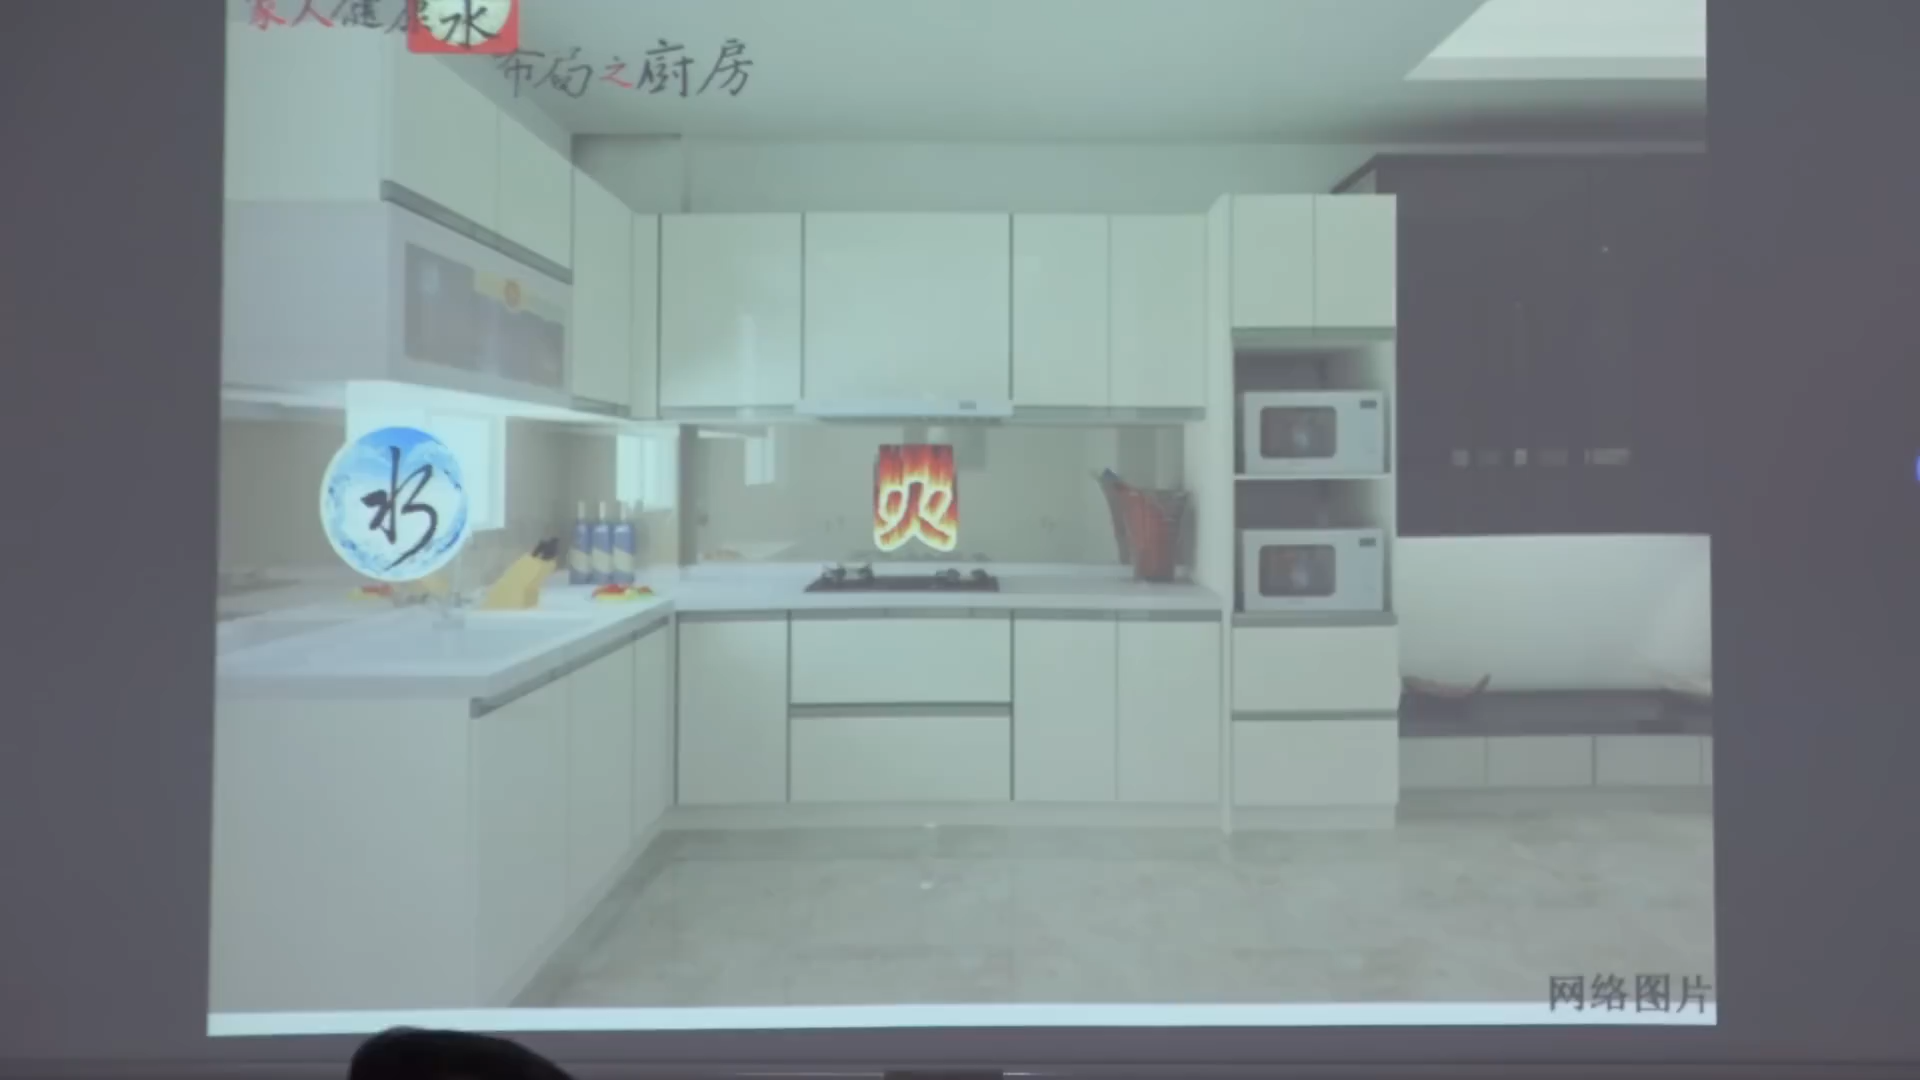 家人健康水
布局之厨房
水
火
网络图片